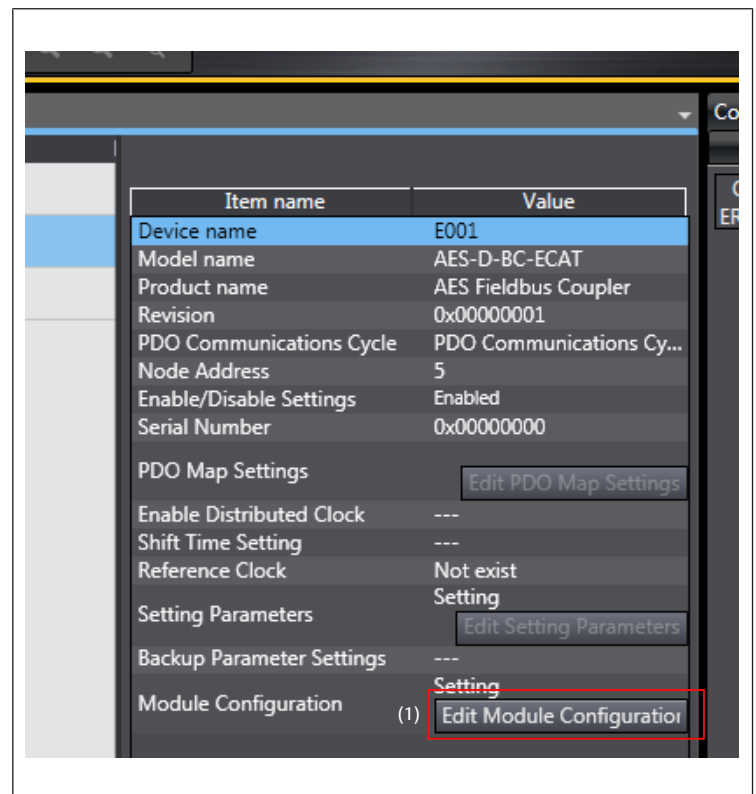 Co
Item name Value
Device name E001
Model name AES-D-BC-ECAT
Product name AES Fieldbus Coupler
Revision 0x00000001
PDO Communications Cycle PDO Communications Cy...
Node Address 5
Enable/Disable Settings Enabled
Serial Number 0x00000000
PDO Map Settings Edit PDO Map Settings
Enable Distributed Clock ---
Shift Time Setting ---
Reference Clock Not exist
Setting
Setting Parameters Edit Setting Parameters
Backup Parameter Settings ---
Setting
Module Configuration (1) Edit Module Configuration